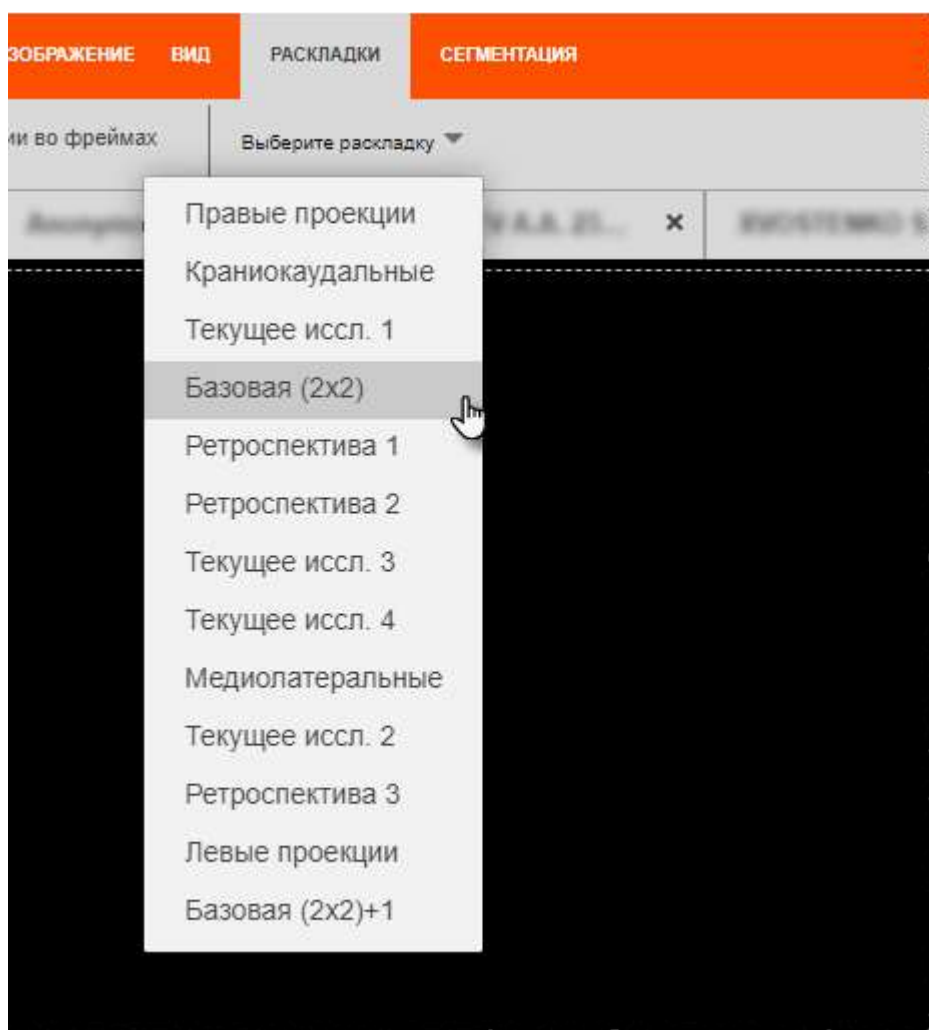 ЗОБРАЖЕНИЕ ВИД РАСКЛАДКИ СЕГМЕНТАЦИЯ
ии во фреймах Выберите раскладку
Правые проекции
Краниокаудальные
Текущее иссл. 1
Базовая (2x2)
Ретроспектива 1
Ретроспектива 2
Текущее иссл. 3
Текущее иссл. 4
Медиолатеральные
Текущее иссл. 2
Ретроспектива 3
Левые проекции
Базовая (2x2)+1